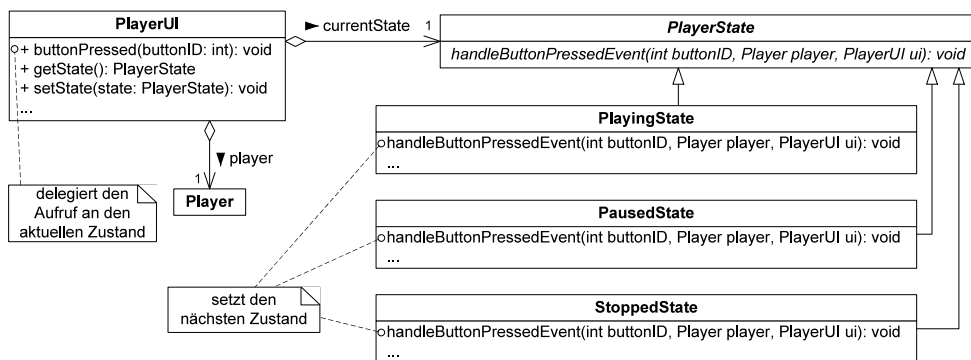 PlayerUI
+ buttonPressed(buttonID: int): void
+ getState(): PlayerState
+ setState(state: PlayerState): void
...
currentState
1
PlayerState
handleButtonPressedEvent(int buttonID, Player player, PlayerUI ui): void
player
1
Player
delegiert den
Aufruf an den
aktuellen Zustand
PlayingState
handleButtonPressedEvent(int buttonID, Player player, PlayerUI ui): void
...
PausedState
handleButtonPressedEvent(int buttonID, Player player, PlayerUI ui): void
...
setzt den
nächsten Zustand
StoppedState
handleButtonPressedEvent(int buttonID, Player player, PlayerUI ui): void
...